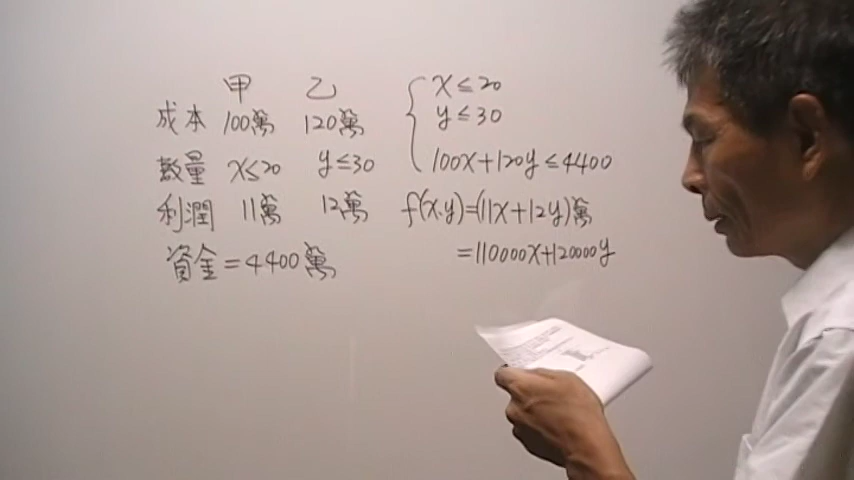 甲 乙
成本 100萬 120萬
數量 x≤20 y≤30
利潤 11萬 12萬
資金=4400萬
x≤20
y≤30
100x+120y≤4400
f(x.y)=(11x+12y)萬
=110000x+120000y